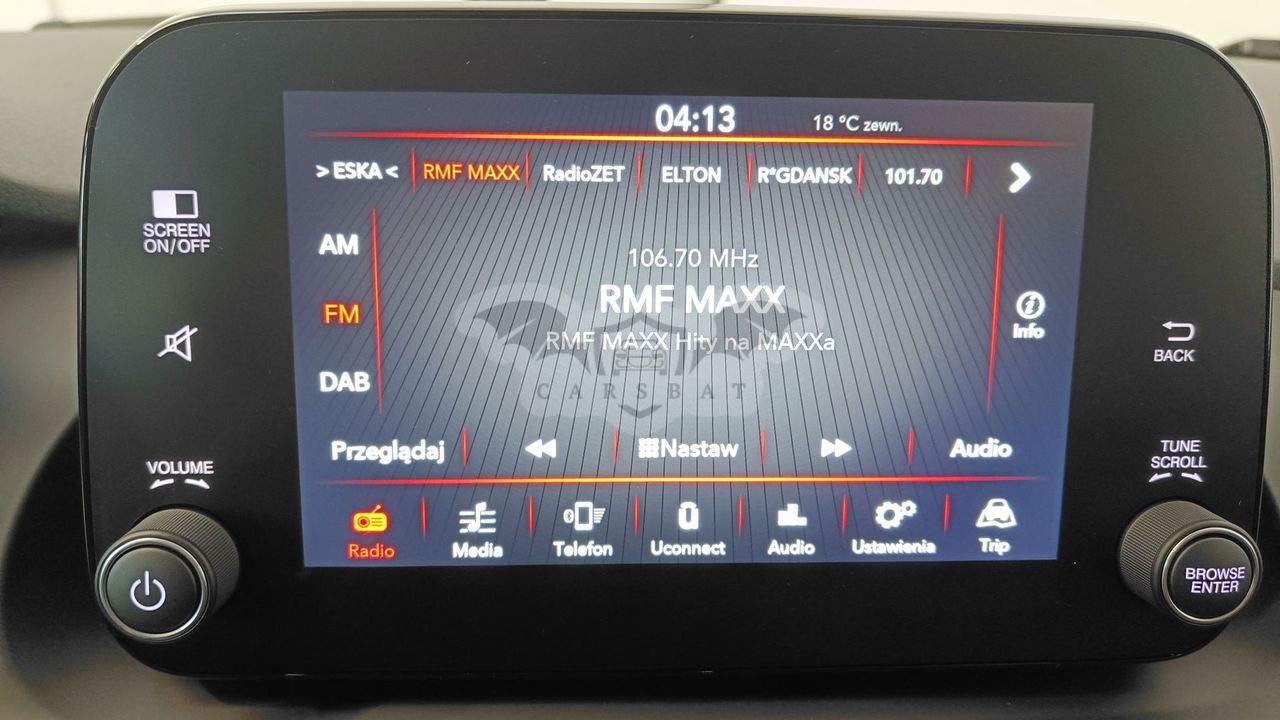 04:13
18 °C zewn.
> ESKA <
RMF MAXX
RadioZET
ELTON
R*GDANSK
101.70
AM
FM
DAB
106.70 MHz
RMF MAXX
RMF MAXX Hity na MAXXa
CARSBAT
Info
Przeglądaj
Nastaw
Audio
Radio
Media
Telefon
Uconnect
Audio
Ustawienia
Trip
SCREEN
ON/OFF
VOLUME
BACK
TUNE
SCROLL
BROWSE
ENTER